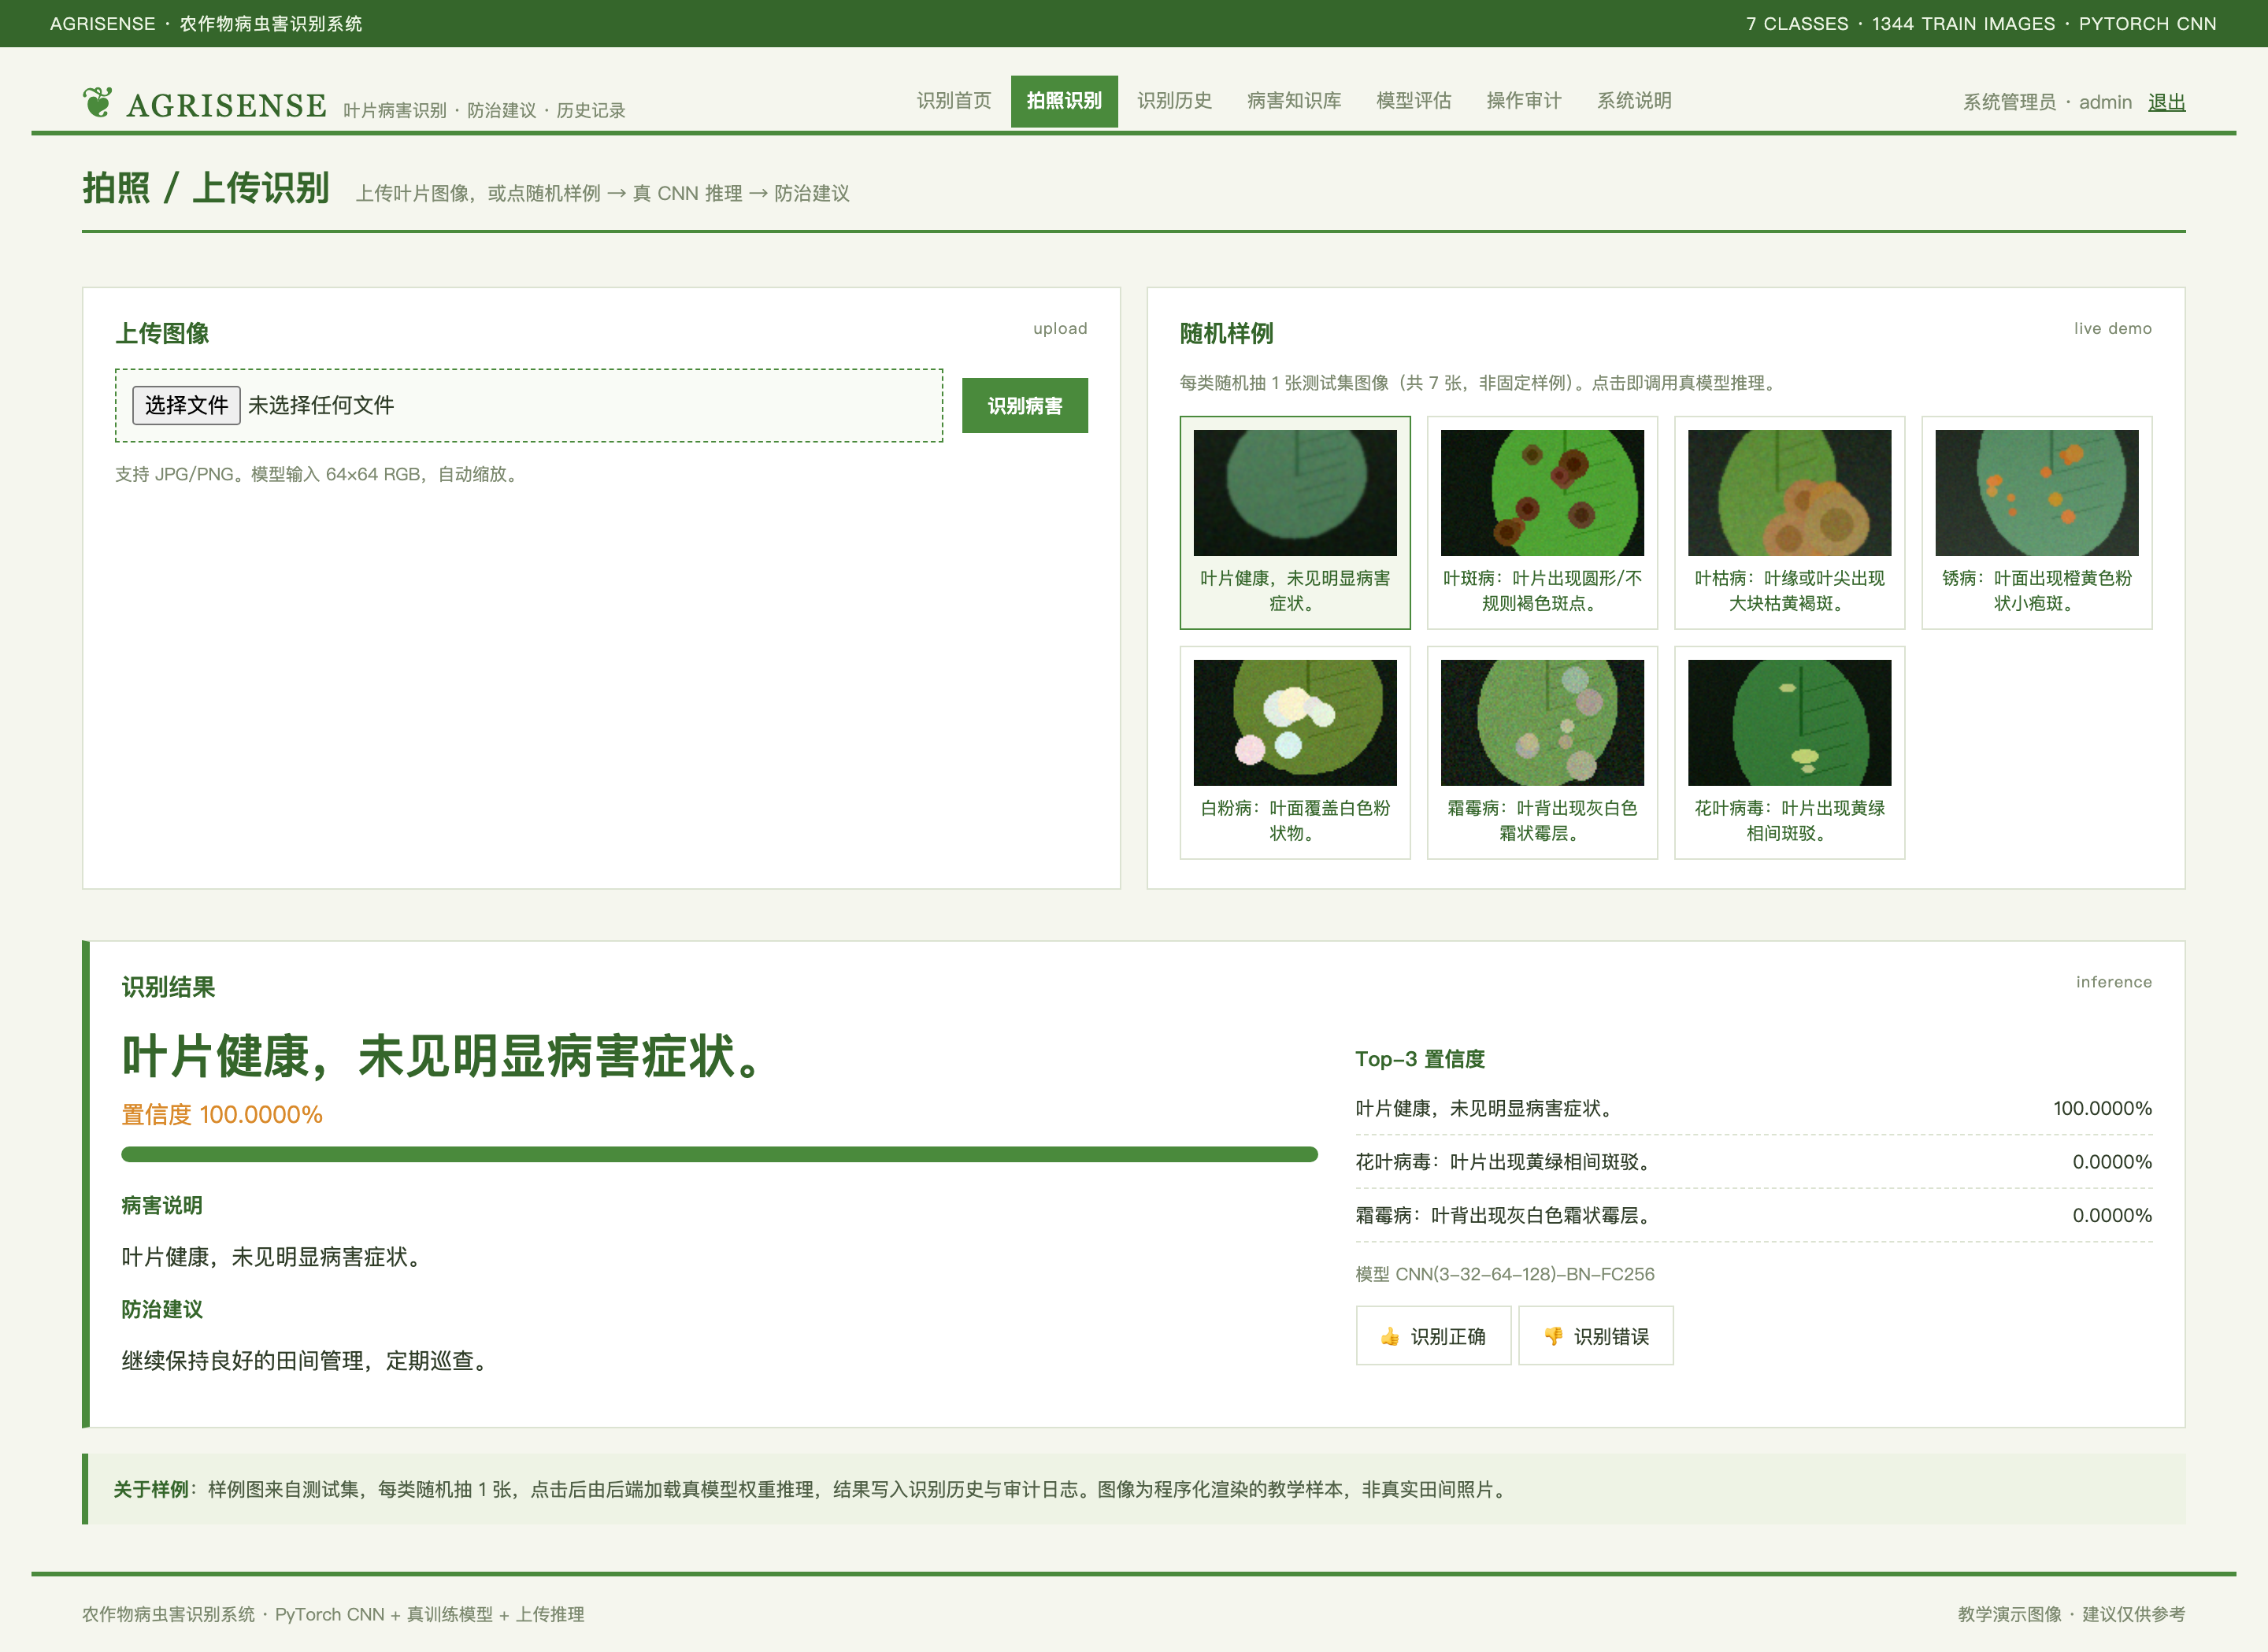 AGRISENSE · 农作物病虫害识别系统
7 CLASSES · 1344 TRAIN IMAGES · PYTORCH CNN
❦ AGRISENSE 叶片病害识别 · 防治建议 · 历史记录
识别首页 拍照识别 识别历史 病害知识库 模型评估 操作审计 系统说明
系统管理员 · admin 退出
拍照 / 上传识别 上传叶片图像，或点随机样例 → 真 CNN 推理 → 防治建议
上传图像 upload
选择文件 未选择任何文件 识别病害
支持 JPG/PNG。模型输入 64×64 RGB，自动缩放。
随机样例 live demo
每类随机抽 1 张测试集图像（共 7 张，非固定样例）。点击即调用真模型推理。
叶片健康，未见明显病害
症状。
叶斑病：叶片出现圆形/不
规则褐色斑点。
叶枯病：叶缘或叶尖出现
大块枯黄褐斑。
锈病：叶面出现橙黄色粉
状小疱斑。
白粉病：叶面覆盖白色粉
状物。
霜霉病：叶背出现灰白色
霜状霉层。
花叶病毒：叶片出现黄绿
相间斑驳。
识别结果 inference
叶片健康，未见明显病害症状。
置信度 100.0000%
病害说明
叶片健康，未见明显病害症状。
防治建议
继续保持良好的田间管理，定期巡查。
Top-3 置信度
叶片健康，未见明显病害症状。 100.0000%
花叶病毒：叶片出现黄绿相间斑驳。 0.0000%
霜霉病：叶背出现灰白色霜状霉层。 0.0000%
模型 CNN(3-32-64-128)-BN-FC256
👍 识别正确 👎 识别错误
关于样例：样例图来自测试集，每类随机抽 1 张，点击后由后端加载真模型权重推理，结果写入识别历史与审计日志。图像为程序化渲染的教学样本，非真实田间照片。
农作物病虫害识别系统 · PyTorch CNN + 真训练模型 + 上传推理
教学演示图像 · 建议仅供参考